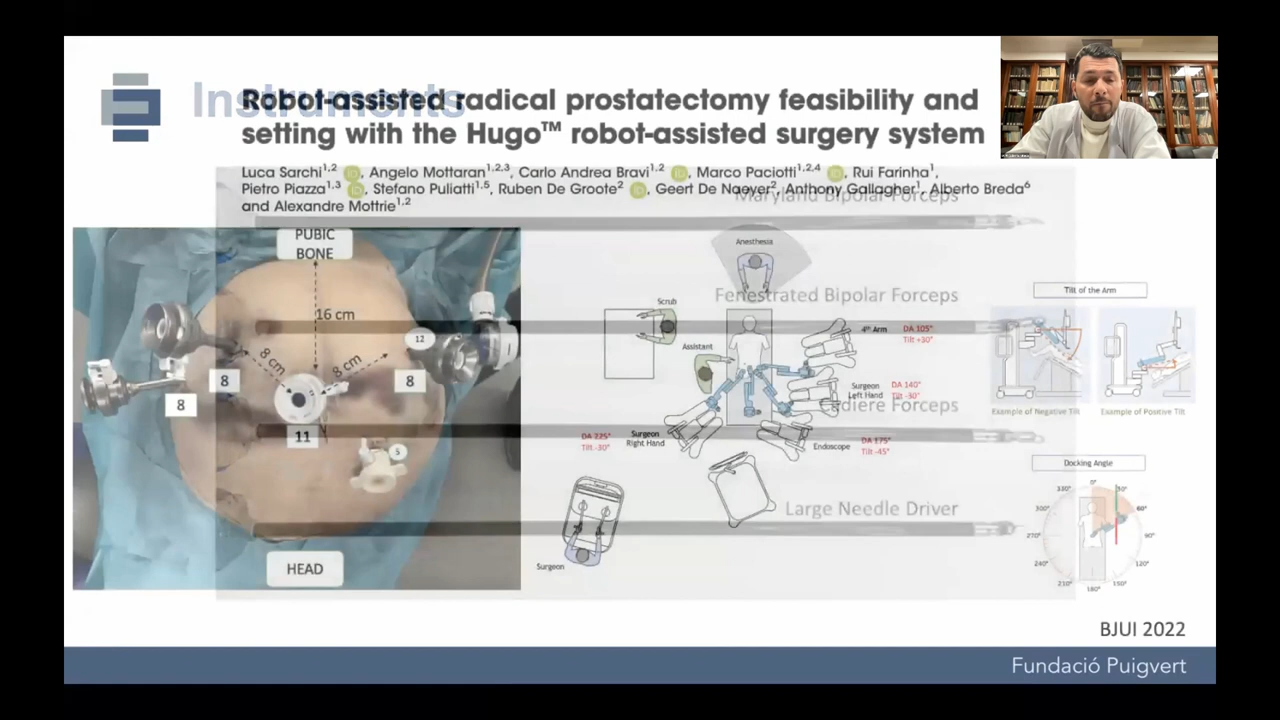 Instruments
Robot-assisted radical prostatectomy feasibility and
setting with the Hugo™ robot-assisted surgery system
Luca Sarchi1,2, Angelo Mottaran1,2,3, Carlo Andrea Bravi1,2, Marco Paciotti1,2,4, Rui Farinha1,
Pietro Piazza1,3, Stefano Puliatti1,5, Ruben De Groote2, Geert De Naeyer2, Anthony Gallagher1, Alberto Breda6
and Alexandre Mottrie1,2
Maryland Bipolar Forceps
Fenestrated Bipolar Forceps
diere Forceps
Large Needle Driver
PUBIC
BONE
16 cm
8 cm
8 cm
12
8
8
8
11
5
HEAD
Anesthesia
Scrub
Assistant
4th Arm
DA 105°
Tilt +30°
Surgeon
Left Hand
DA 140°
Tilt -30°
Surgeon
Right Hand
DA 225°
Tilt -30°
Endoscope
DA 175°
Tilt -45°
Surgeon
Tilt of the Arm
Example of Negative Tilt
Example of Positive Tilt
Docking Angle
0°
30°
60°
90°
120°
150°
180°
210°
240°
270°
300°
330°
BJUI 2022
Fundació Puigvert